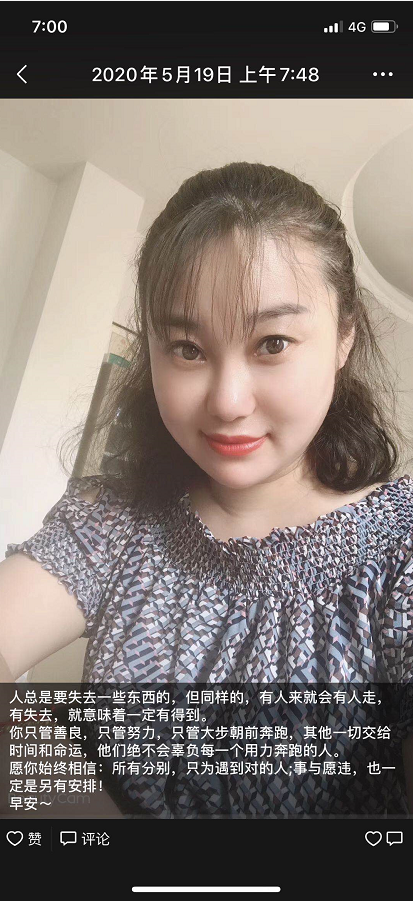 7:00
4G
2020年5月19日 上午7:48
人总是要失去一些东西的，但同样的，有人来就会有人走，
有失去，就意味着一定有得到。
你只管善良，只管努力，只管大步朝前奔跑，其他一切交给
时间和命运，他们绝不会辜负每一个用力奔跑的人。
愿你始终相信：所有分别，只为遇到对的人;事与愿违，也一
定是另有安排！
早安～
赞 评论